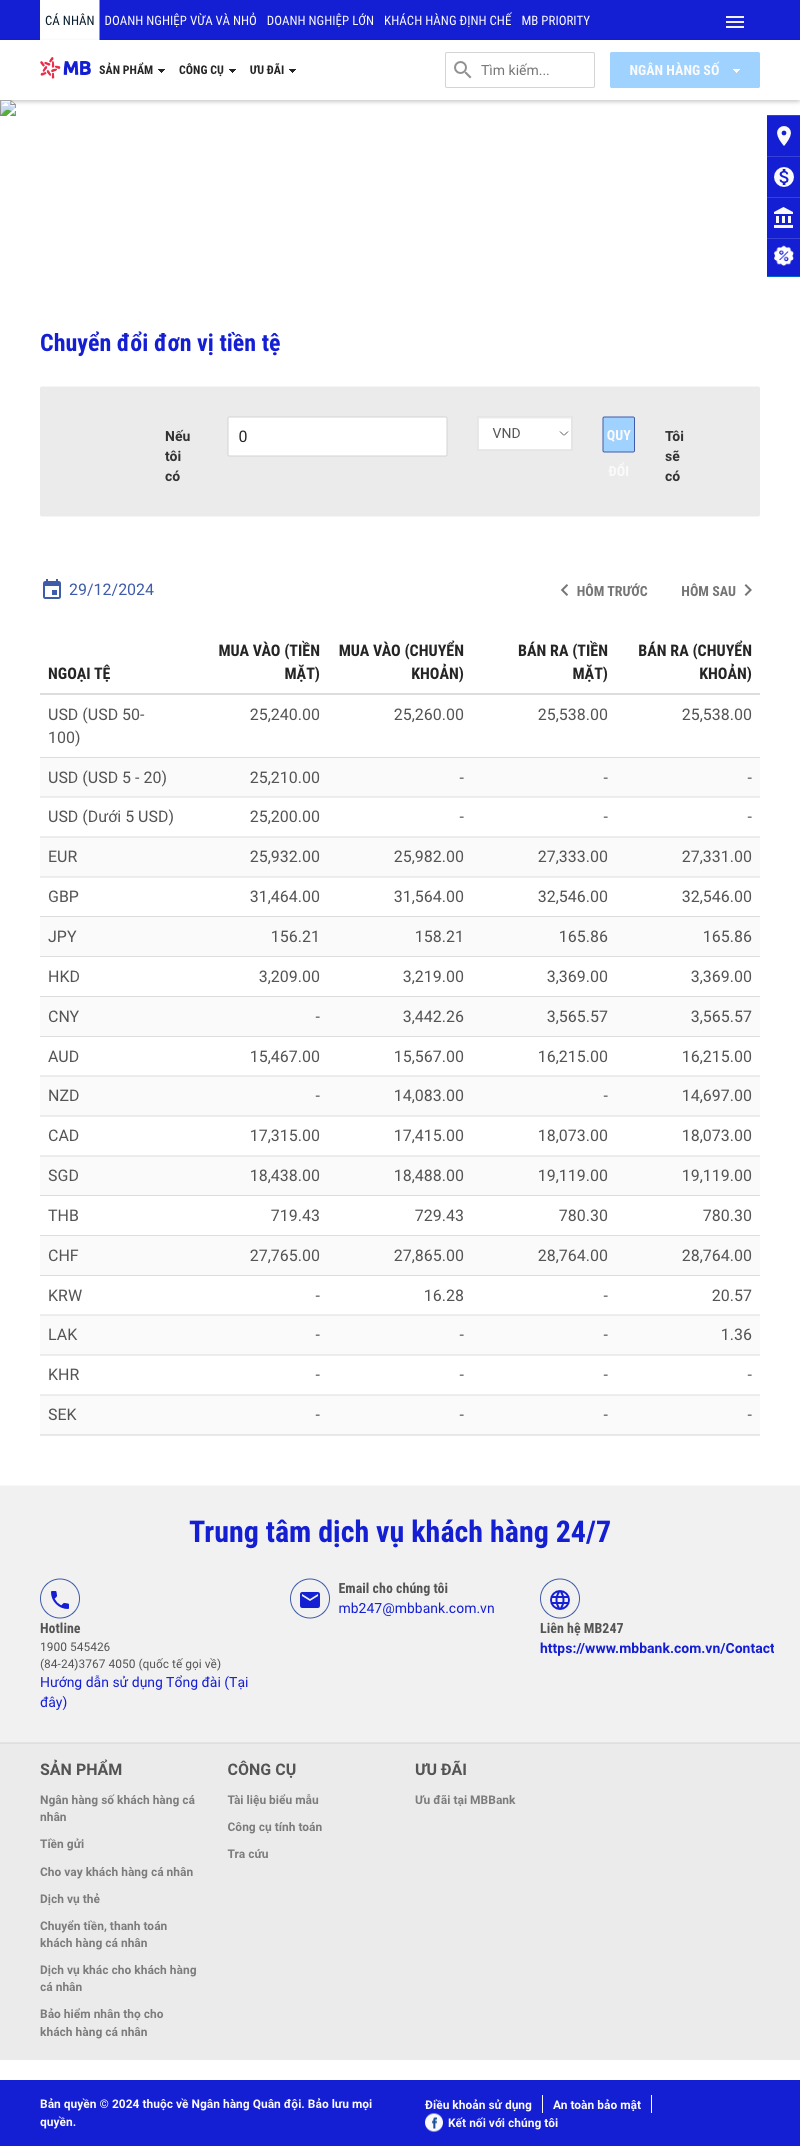 CÁ NHÂN DOANH NGHIỆP VỪA VÀ NHỎ DOANH NGHIỆP LỚN KHÁCH HÀNG ĐỊNH CHẾ MB PRIORITY
MB SẢN PHẨM CÔNG CỤ ƯU ĐÃI Tìm kiếm... NGÂN HÀNG SỐ
Chuyển đổi đơn vị tiền tệ
Nếu tôi có 0 VND QUY ĐỔI Tôi sẽ có
29/12/2024 HÔM TRƯỚC HÔM SAU
NGOẠI TỆ MUA VÀO (TIỀN MẶT) MUA VÀO (CHUYỂN KHOẢN) BÁN RA (TIỀN MẶT) BÁN RA (CHUYỂN KHOẢN)
USD (USD 50-100) 25,240.00 25,260.00 25,538.00 25,538.00
USD (USD 5 - 20) 25,210.00 - - -
USD (Dưới 5 USD) 25,200.00 - - -
EUR 25,932.00 25,982.00 27,333.00 27,331.00
GBP 31,464.00 31,564.00 32,546.00 32,546.00
JPY 156.21 158.21 165.86 165.86
HKD 3,209.00 3,219.00 3,369.00 3,369.00
CNY - 3,442.26 3,565.57 3,565.57
AUD 15,467.00 15,567.00 16,215.00 16,215.00
NZD - 14,083.00 - 14,697.00
CAD 17,315.00 17,415.00 18,073.00 18,073.00
SGD 18,438.00 18,488.00 19,119.00 19,119.00
THB 719.43 729.43 780.30 780.30
CHF 27,765.00 27,865.00 28,764.00 28,764.00
KRW - 16.28 - 20.57
LAK - - - 1.36
KHR - - - -
SEK - - - -
Trung tâm dịch vụ khách hàng 24/7
Hotline
1900 545426
(84-24)3767 4050 (quốc tế gọi về)
Hướng dẫn sử dụng Tổng đài (Tại
đây)
Email cho chúng tôi
mb247@mbbank.com.vn
Liên hệ MB247
https://www.mbbank.com.vn/Contact
SẢN PHẨM
Ngân hàng số khách hàng cá
nhân
Tiền gửi
Cho vay khách hàng cá nhân
Dịch vụ thẻ
Chuyển tiền, thanh toán
khách hàng cá nhân
Dịch vụ khác cho khách hàng
cá nhân
Bảo hiểm nhân thọ cho
khách hàng cá nhân
CÔNG CỤ
Tài liệu biểu mẫu
Công cụ tính toán
Tra cứu
ƯU ĐÃI
Ưu đãi tại MBBank
Bản quyền © 2024 thuộc về Ngân hàng Quân đội. Bảo lưu mọi
quyền.
Điều khoản sử dụng An toàn bảo mật
Kết nối với chúng tôi